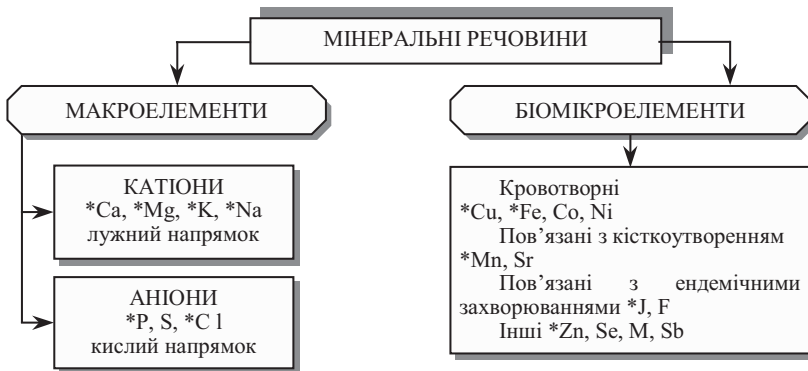 МІНЕРАЛЬНІ РЕЧОВИНИ
МАКРОЕЛЕМЕНТИ
КАТІОНИ
*Ca, *Mg, *K, *Na
лужний напрямок
АНІОНИ
*P, S, *C l
кислий напрямок
БІОМІКРОЕЛЕМЕНТИ
Кровотворні
*Cu, *Fe, Co, Ni
Пов’язані з кісткоутворенням
*Mn, Sr
Пов’язані з ендемічними
захворюваннями *J, F
Інші *Zn, Se, M, Sb